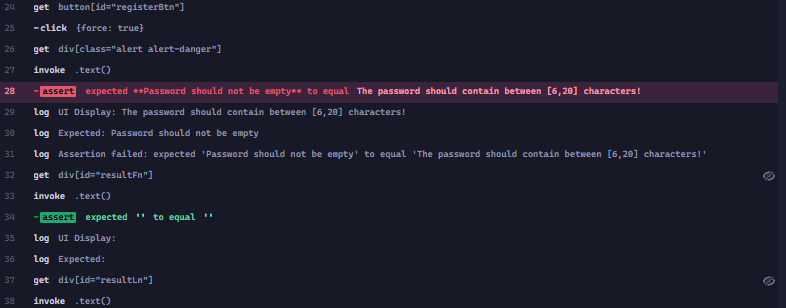 24 get button[id="registerBtn"]
25 -click {force: true}
26 get div[class="alert alert-danger"]
27 invoke .text()
28 -assert expected **Password should not be empty** to equal The password should contain between [6,20] characters!
29 log UI Display: The password should contain between [6,20] characters!
30 log Expected: Password should not be empty
31 log Assertion failed: expected 'Password should not be empty' to equal 'The password should contain between [6,20] characters!'
32 get div[id="resultFn"]
33 invoke .text()
34 -assert expected '' to equal ''
35 log UI Display:
36 log Expected:
37 get div[id="resultLn"]
38 invoke .text()